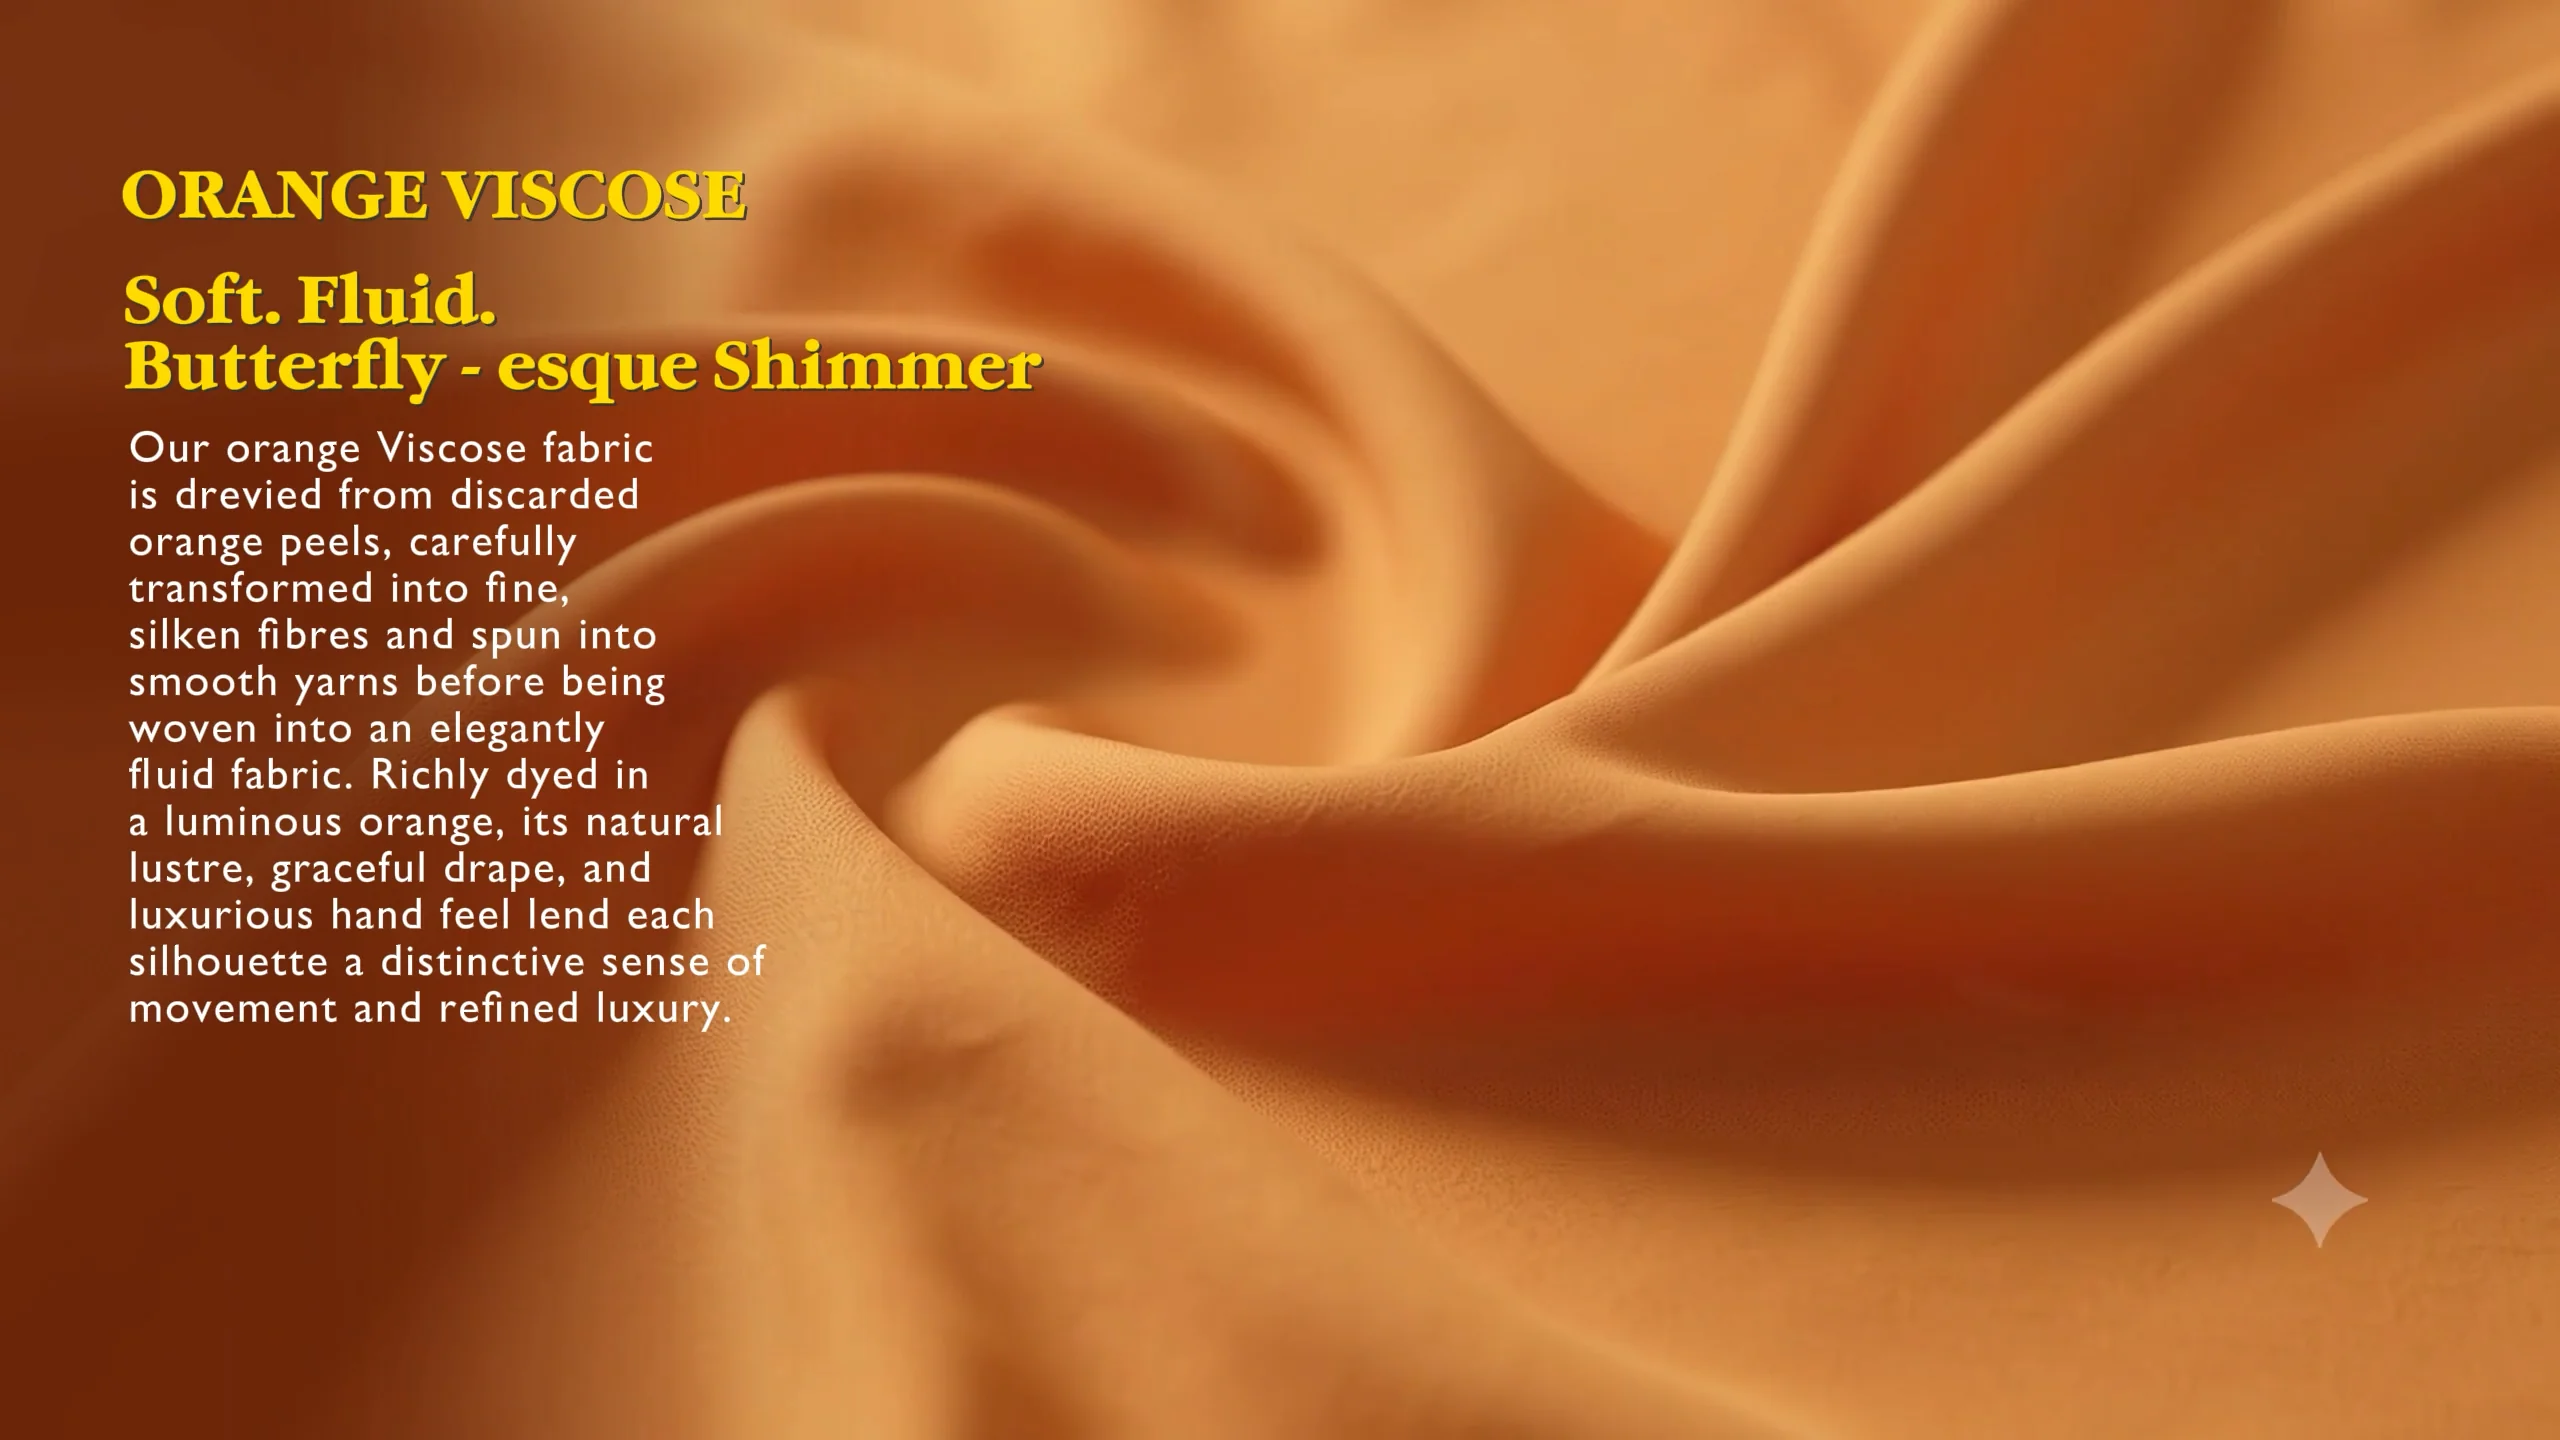 ORANGE VISCOSE
Soft. Fluid.
Butterfly - esque Shimmer
Our orange Viscose fabric
is drevied from discarded
orange peels, carefully
transformed into fine,
silken fibres and spun into
smooth yarns before being
woven into an elegantly
fluid fabric. Richly dyed in
a luminous orange, its natural
lustre, graceful drape, and
luxurious hand feel lend each
silhouette a distinctive sense of
movement and refined luxury.